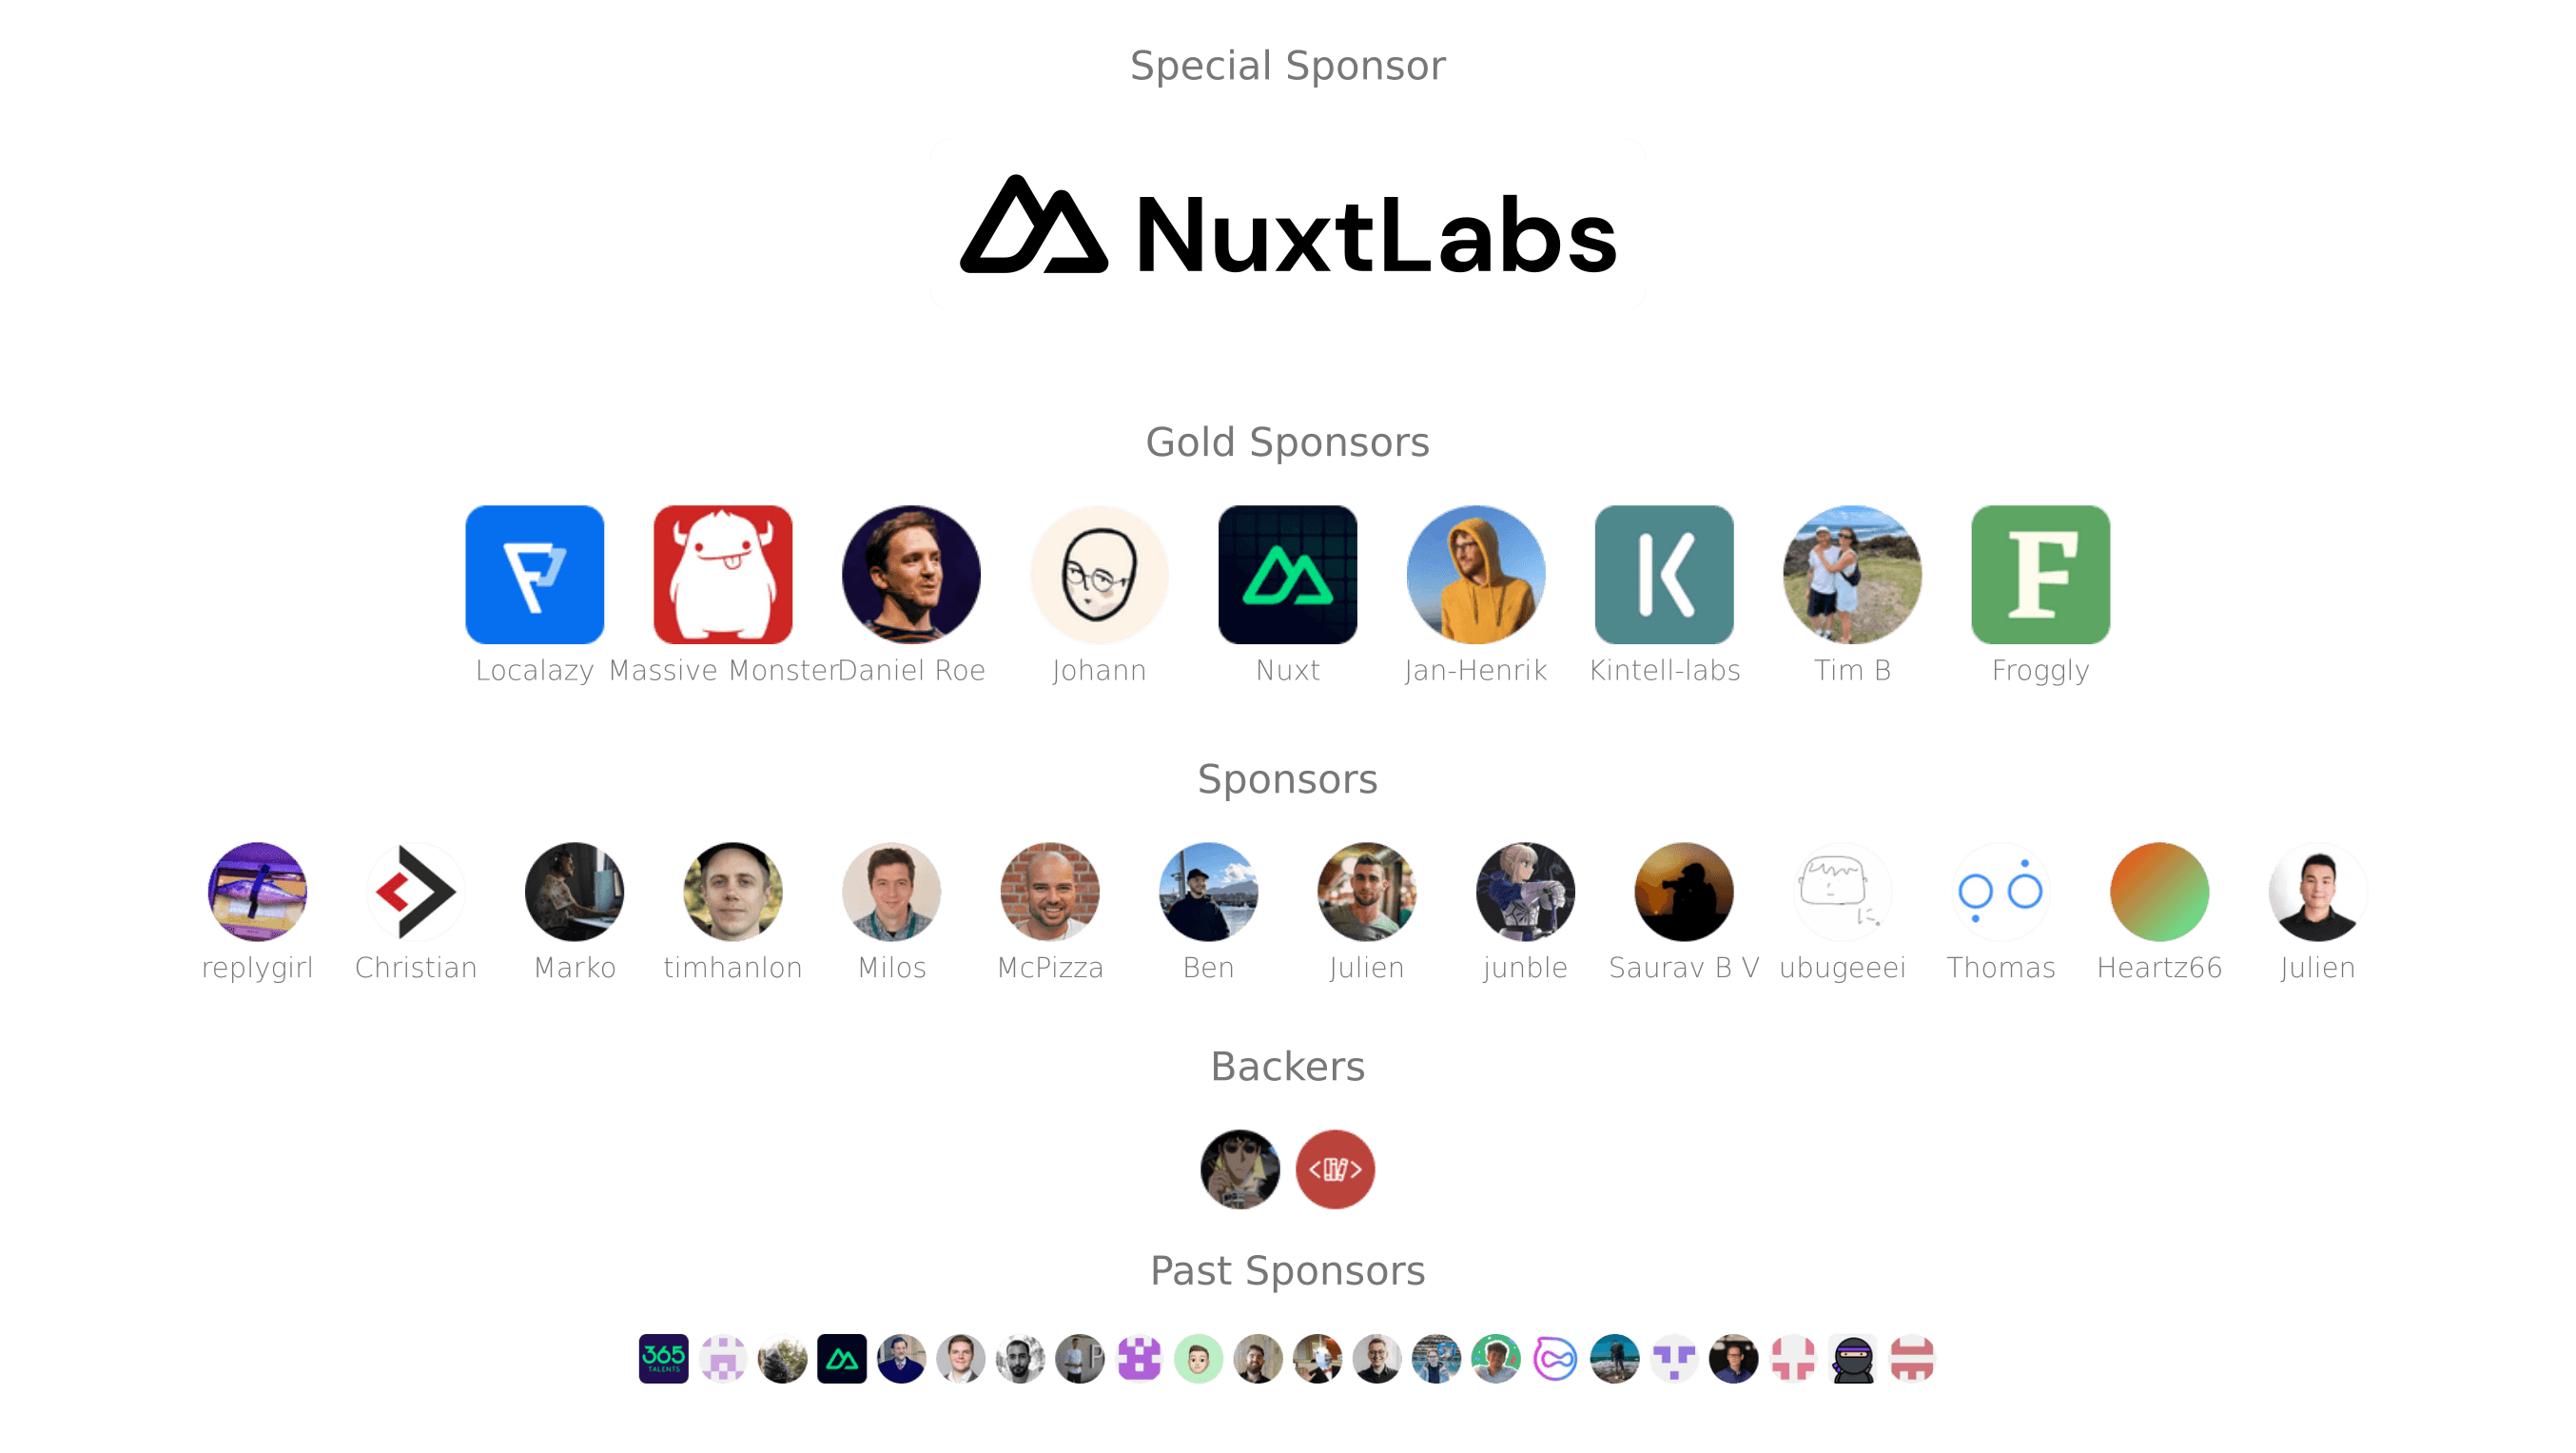 Special Sponsor
NuxtLabs
Gold Sponsors
F
Localazy Massive Monster Daniel Roe Johann Nuxt Jan-Henrik Kintell-labs Tim B Froggly
Sponsors
replygirl Christian Marko timhanlon Milos McPizza Ben Julien junble Saurav B V ubugeeei Thomas Heartz66 Julien
Backers
Past Sponsors
365
TALENTS